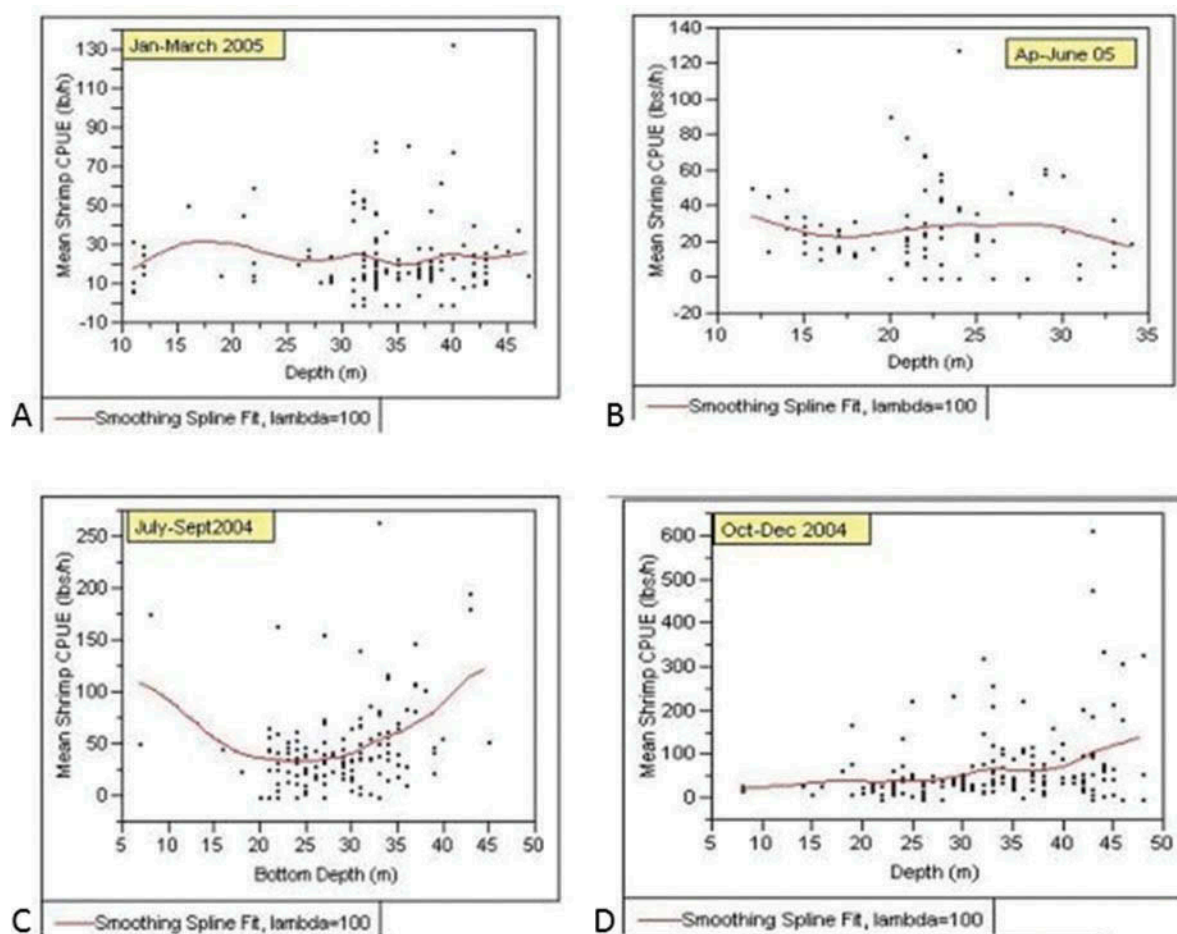 Jan-March 2005
Mean Shrimp CPUE (lb/h)
130
110
90
70
50
30
10
-10
10 15 20 25 30 35 40 45
Depth (m)
A
Smoothing Spline Fit, lambda=100
Ap-June 05
Mean Shrimp CPUE (lbs//h)
140
120
100
80
60
40
20
0
-20
10 15 20 25 30 35
Depth (m)
B
Smoothing Spline Fit, lambda=100
July-Sept2004
Mean Shrimp CPUE (lbs/h)
250
200
150
100
50
0
5 10 15 20 25 30 35 40 45 50
Bottom Depth (m)
C
Smoothing Spline Fit, lambda=100
Oct-Dec 2004
Mean Shrimp CPUE (lbs/h)
600
500
400
300
200
100
0
5 10 15 20 25 30 35 40 45 50
Depth (m)
D
Smoothing Spline Fit, lambda=100